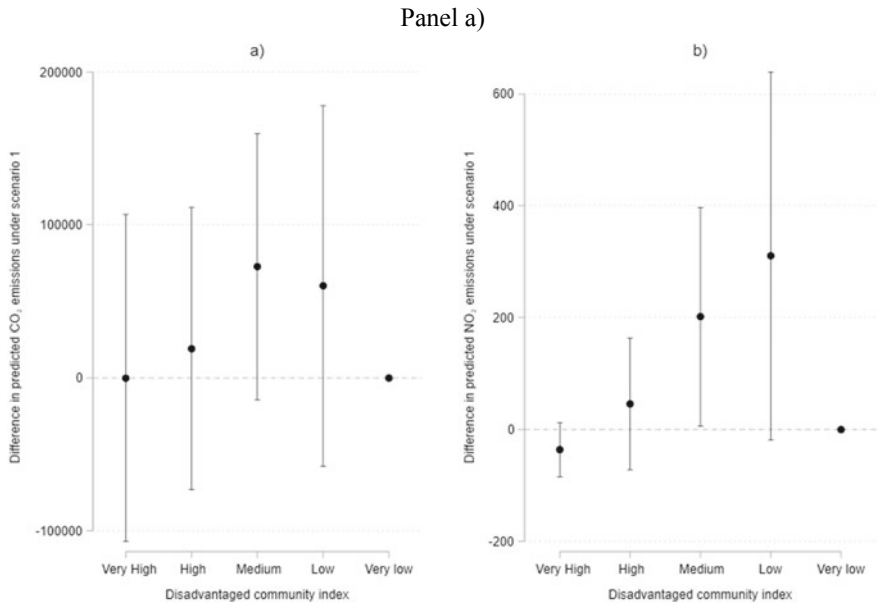 Panel a)
a)
Difference in predicted CO₂ emissions under scenario 1
200000
100000
0
-100000
Very High High Medium Low Very low
Disadvantaged community index
b)
Difference in predicted NO₂ emissions under scenario 1
600
400
200
0
-200
Very High High Medium Low Very low
Disadvantaged community index